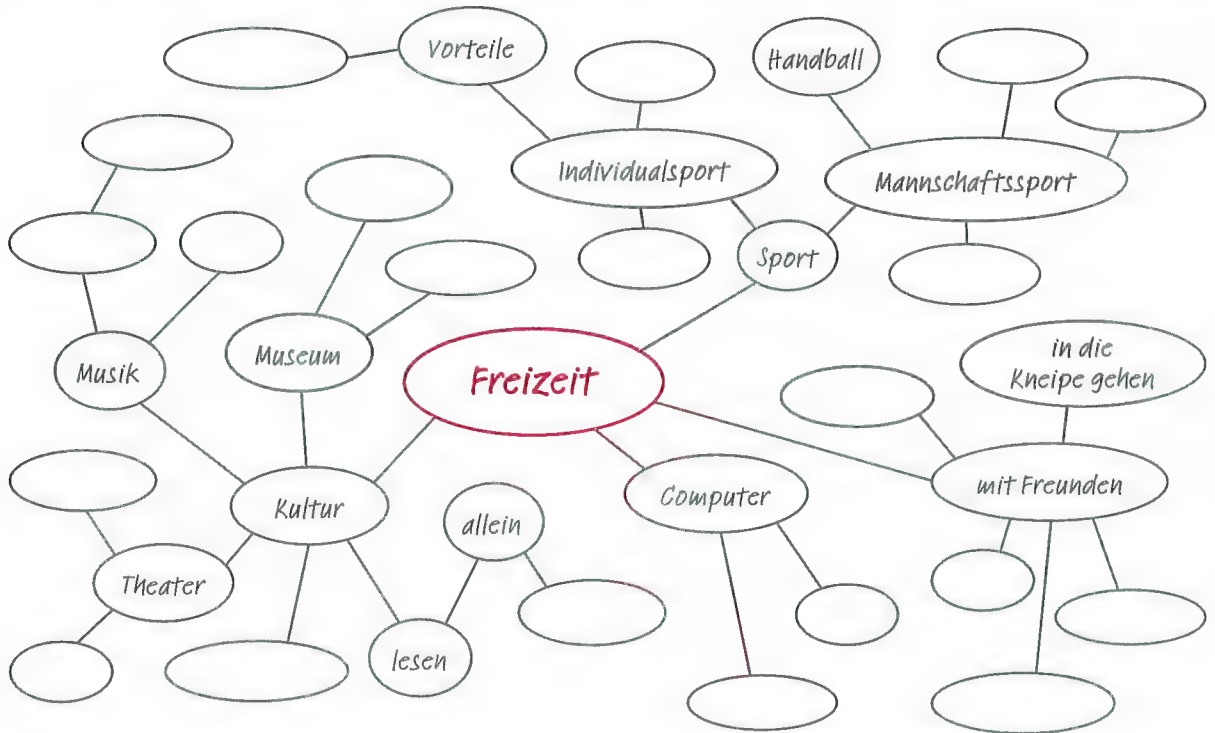 Vorteile
Handball
Individualsport
Mannschaftssport
Sport
Museum
Musik
Freizeit
in die
Kneipe gehen
Computer
mit Freunden
Kultur
allein
Theater
lesen